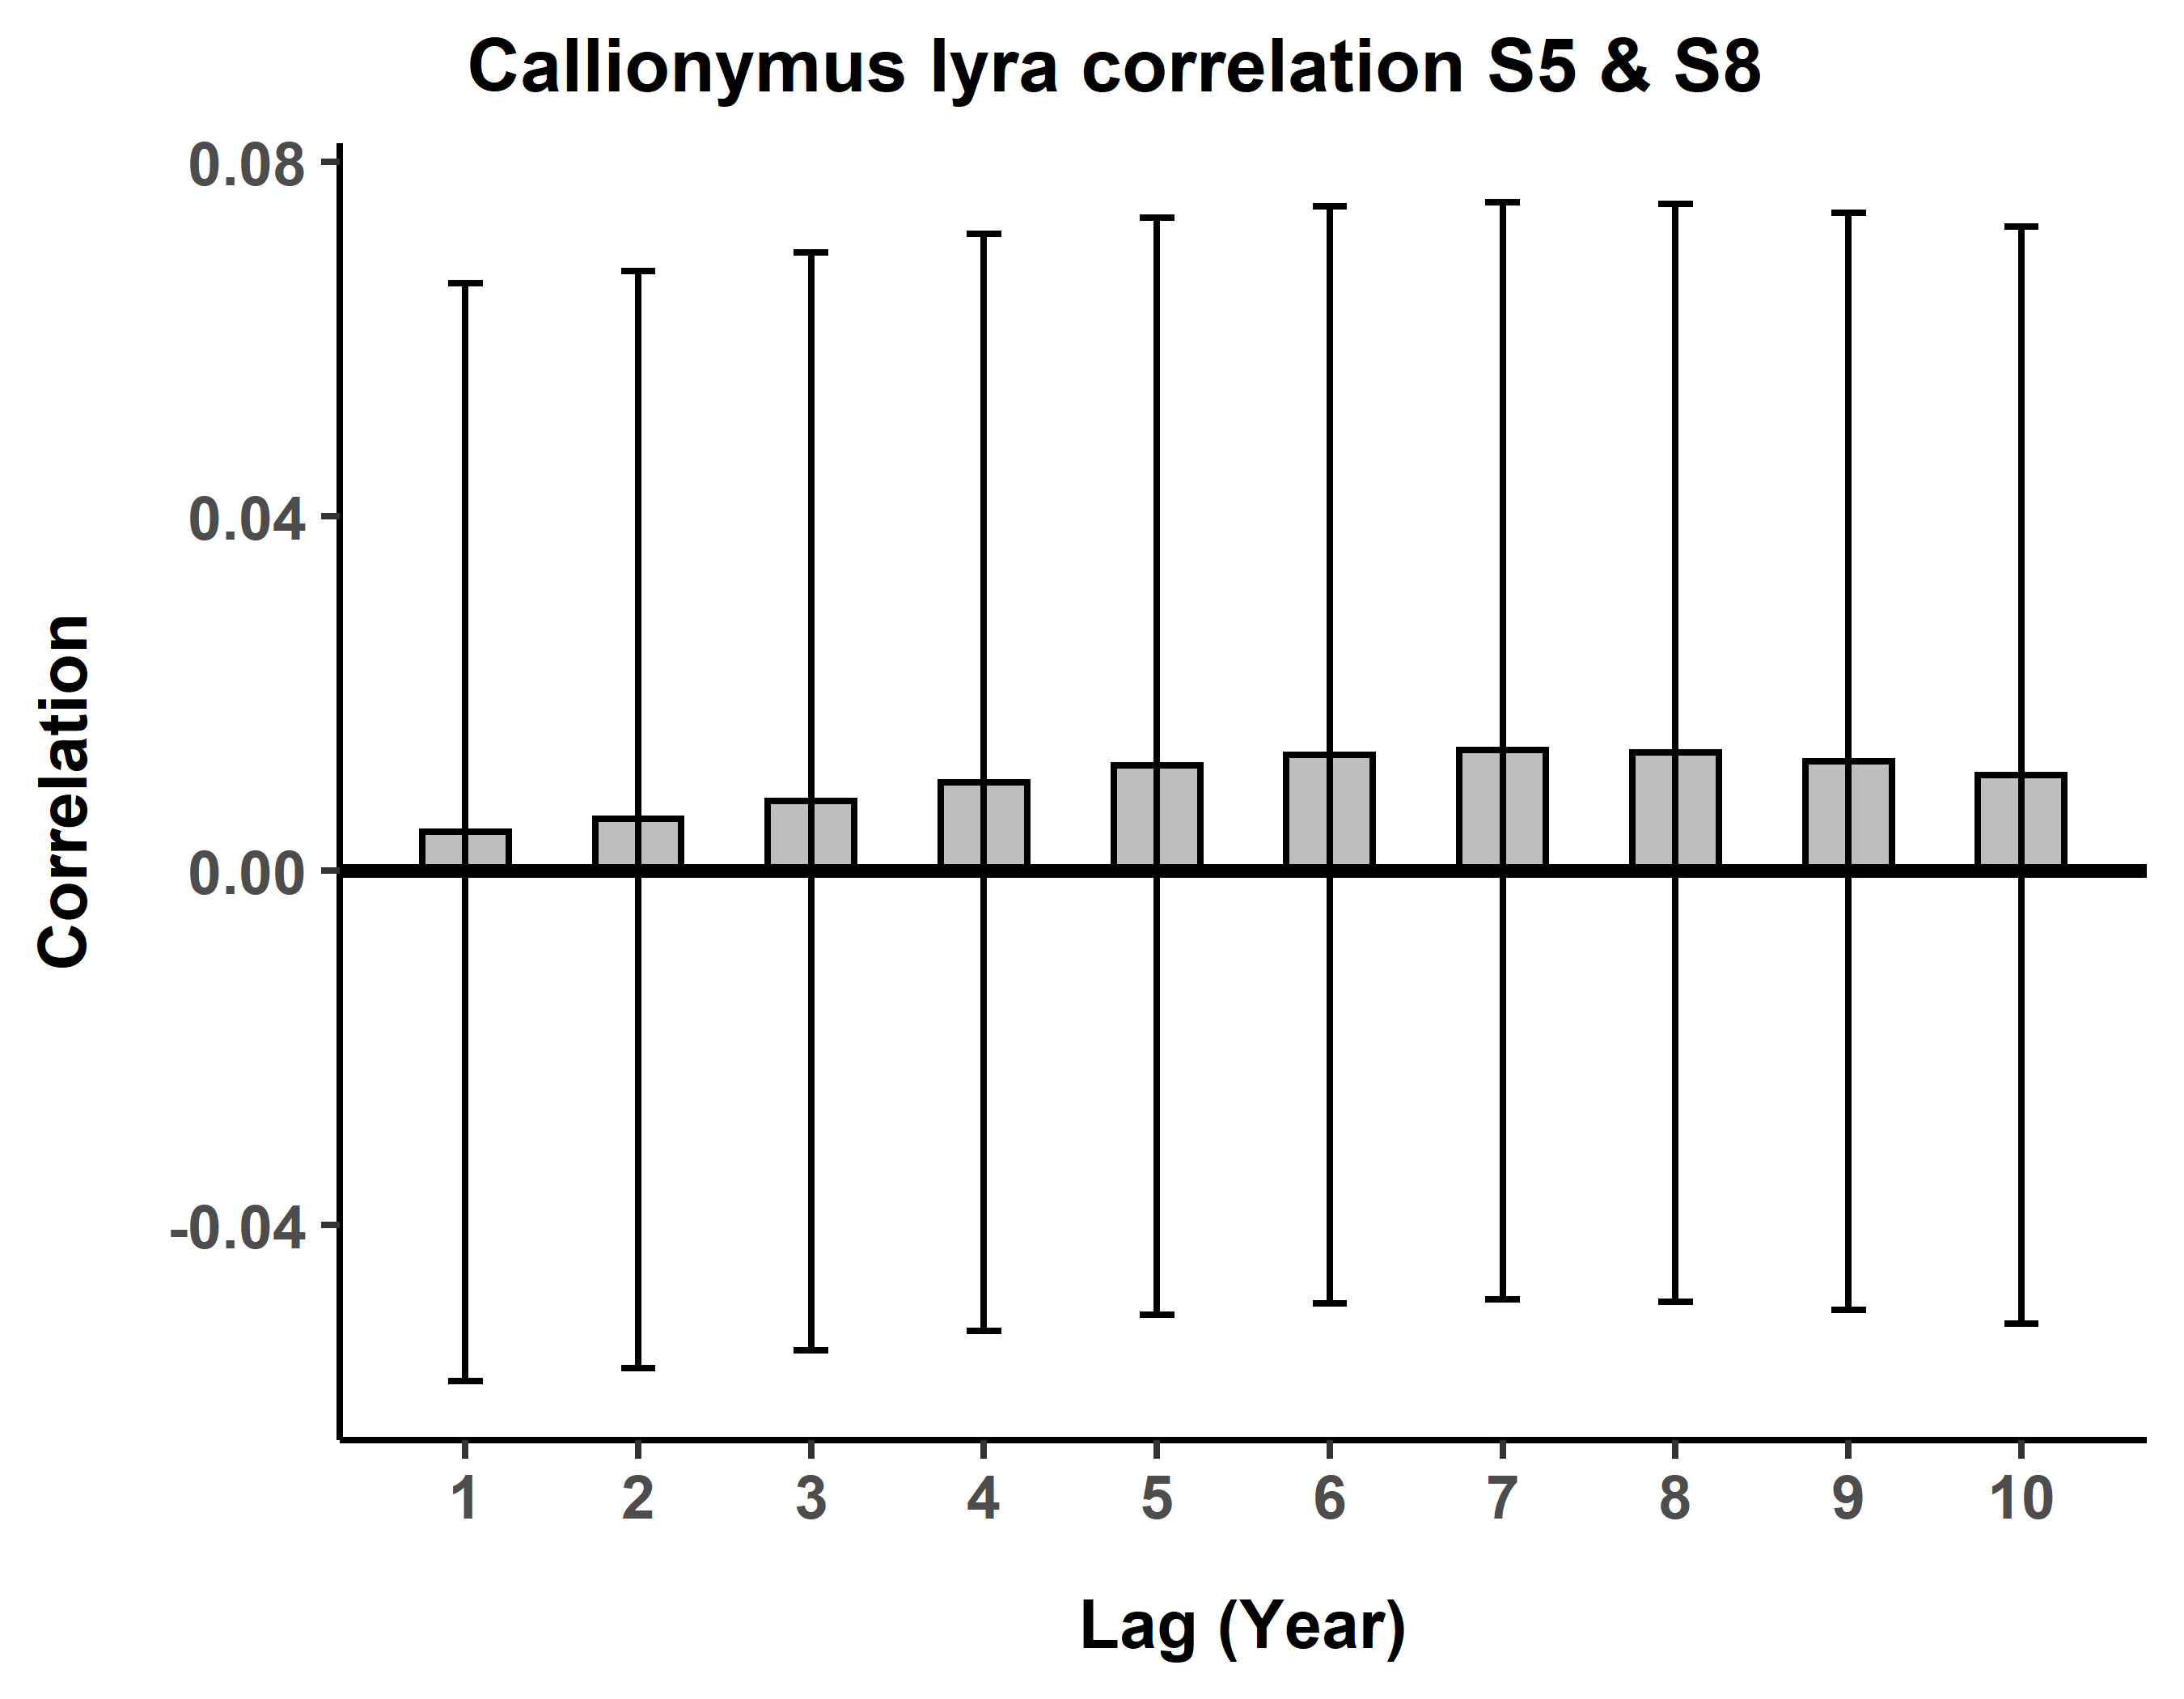 Callionymus lyra correlation S5 & S8
0.08
0.04
0.00
-0.04
Correlation
1 2 3 4 5 6 7 8 9 10
Lag (Year)